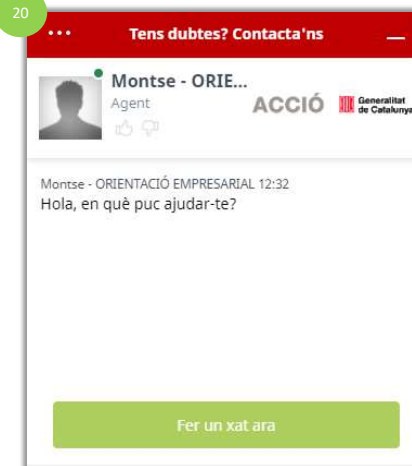 20
Tens dubtes? Contacta'ns
Montse - ORIE...
Agent
ACCIÓ
Generalitat
de Catalunya
Montse - ORIENTACIÓ EMPRESARIAL 12:32
Hola, en què puc ajudar-te?
Fer un xat ara